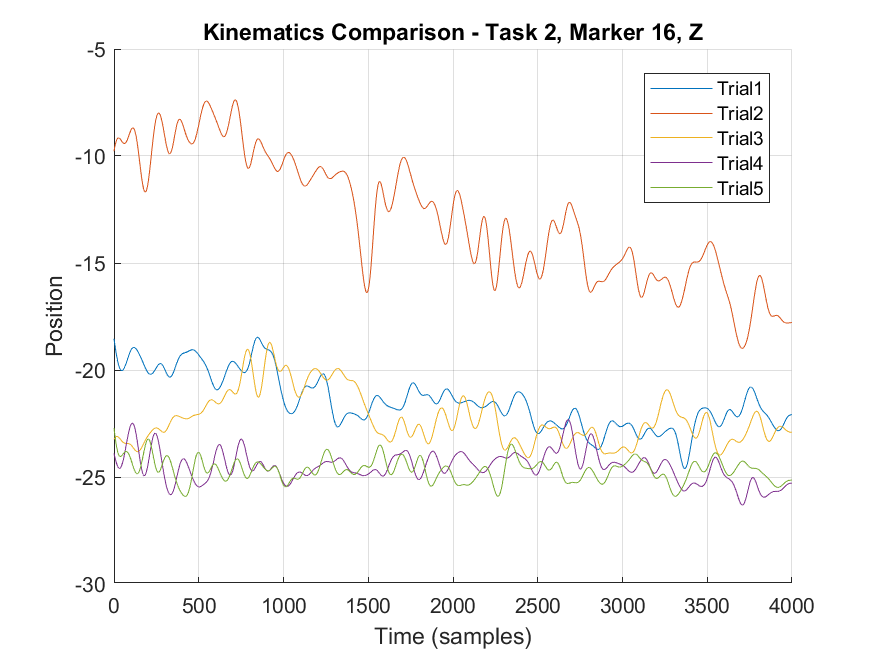 Kinematics Comparison - Task 2, Marker 16, Z
-5
-10
-15
-20
-25
-30
Position
0 500 1000 1500 2000 2500 3000 3500 4000
Time (samples)
Trial1
Trial2
Trial3
Trial4
Trial5